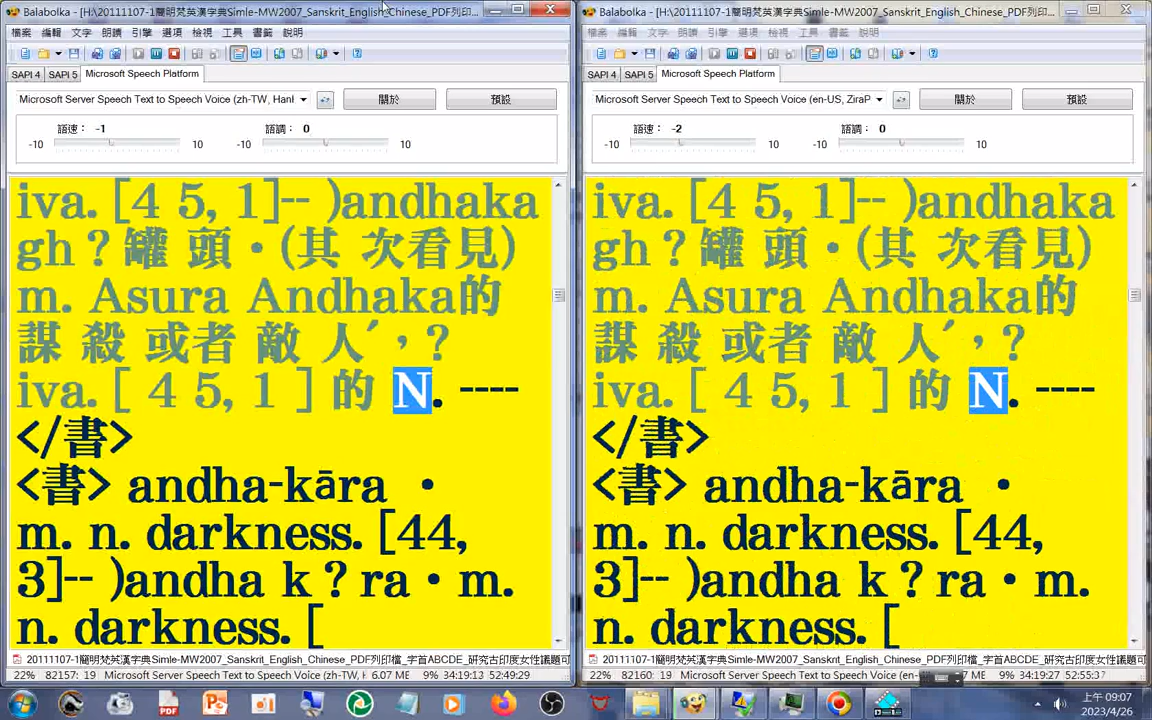 Balabolka - [H:\20111107-1簡明梵英漢字典Simle-MW2007_Sanskrit_English_Chinese_PDF列印...
檔案 編輯 文字 朗讀 引擎 選項 檢視 工具 書籤 說明
SAPI 4 SAPI 5 Microsoft Speech Platform
Microsoft Server Speech Text to Speech Voice (zh-TW, Hanl
關於 預設
語速： -1 語調： 0
-10 10 -10 10
iva. [4 5, 1]-- )andhaka
gh？罐 頭・(其 次看見)
m. Asura Andhaka的
謀 殺 或者 敵 人´，？
iva. [ 4 5, 1 ] 的 N. ----
</書>
<書> andha-kāra ・
m. n. darkness. [44,
3]-- )andha k？ra・m.
n. darkness. [
20111107-1簡明梵英漢字典Simle-MW2007_Sanskrit_English_Chinese_PDF列印檔_字首ABCDE_研究古印度女性議題可
22% 82157: 19 Microsoft Server Speech Text to Speech Voice (zh-TW, 6.07 ME 9% 34:19:13 52:49:29
Balabolka - [H:\20111107-1簡明梵英漢字典Simle-MW2007_Sanskrit_English_Chinese_PDF列印...
檔案 編輯 文字 朗讀 引擎 選項 檢視 工具 書籤 說明
SAPI 4 SAPI 5 Microsoft Speech Platform
Microsoft Server Speech Text to Speech Voice (en-US, ZiraP
關於 預設
語速： -2 語調： 0
-10 10 -10 10
iva. [4 5, 1]-- )andhaka
gh？罐 頭・(其 次看見)
m. Asura Andhaka的
謀 殺 或者 敵 人´，？
iva. [ 4 5, 1 ] 的 N. ----
</書>
<書> andha-kāra ・
m. n. darkness. [44,
3]-- )andha k？ra・m.
n. darkness. [
20111107-1簡明梵英漢字典Simle-MW2007_Sanskrit_English_Chinese_PDF列印檔_字首ABCDE_研究古印度女性議題可
22% 82160: 19 Microsoft Server Speech Text to Speech Voice (en-U 9% 34:19:27 52:55:3
上午 09:07
2023/4/26